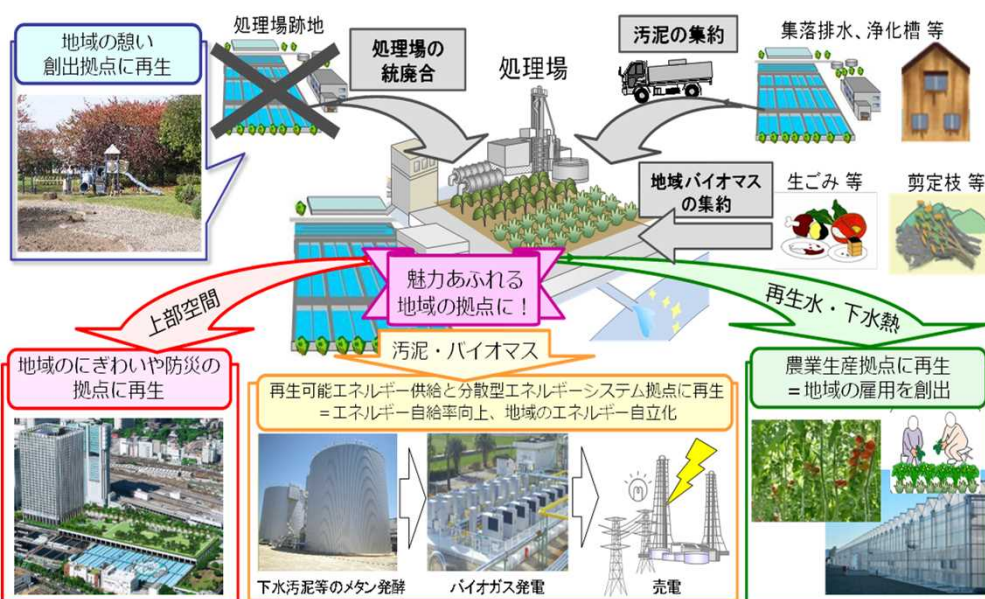 地域の憩い
創出拠点に再生
処理場跡地
処理場の
統廃合
処理場
汚泥の集約
集落排水、浄化槽 等
地域バイオマス
の集約
生ごみ 等
剪定枝 等
魅力あふれる
地域の拠点に！
上部空間
汚泥・バイオマス
再生水・下水熱
地域のにぎわいや防災の
拠点に再生
再生可能エネルギー供給と分散型エネルギーシステム拠点に再生
＝エネルギー自給率向上、地域のエネルギー自立化
下水汚泥等のメタン発酵
バイオガス発電
売電
農業生産拠点に再生
＝地域の雇用を創出